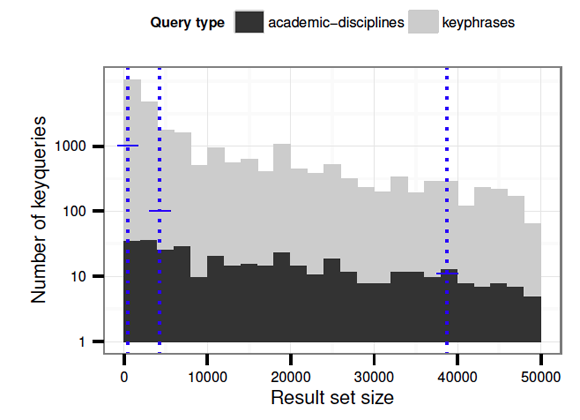 Query type academic-disciplines keyphrases
Number of keyqueries
1000
100
10
1
0 10000 20000 30000 40000 50000
Result set size